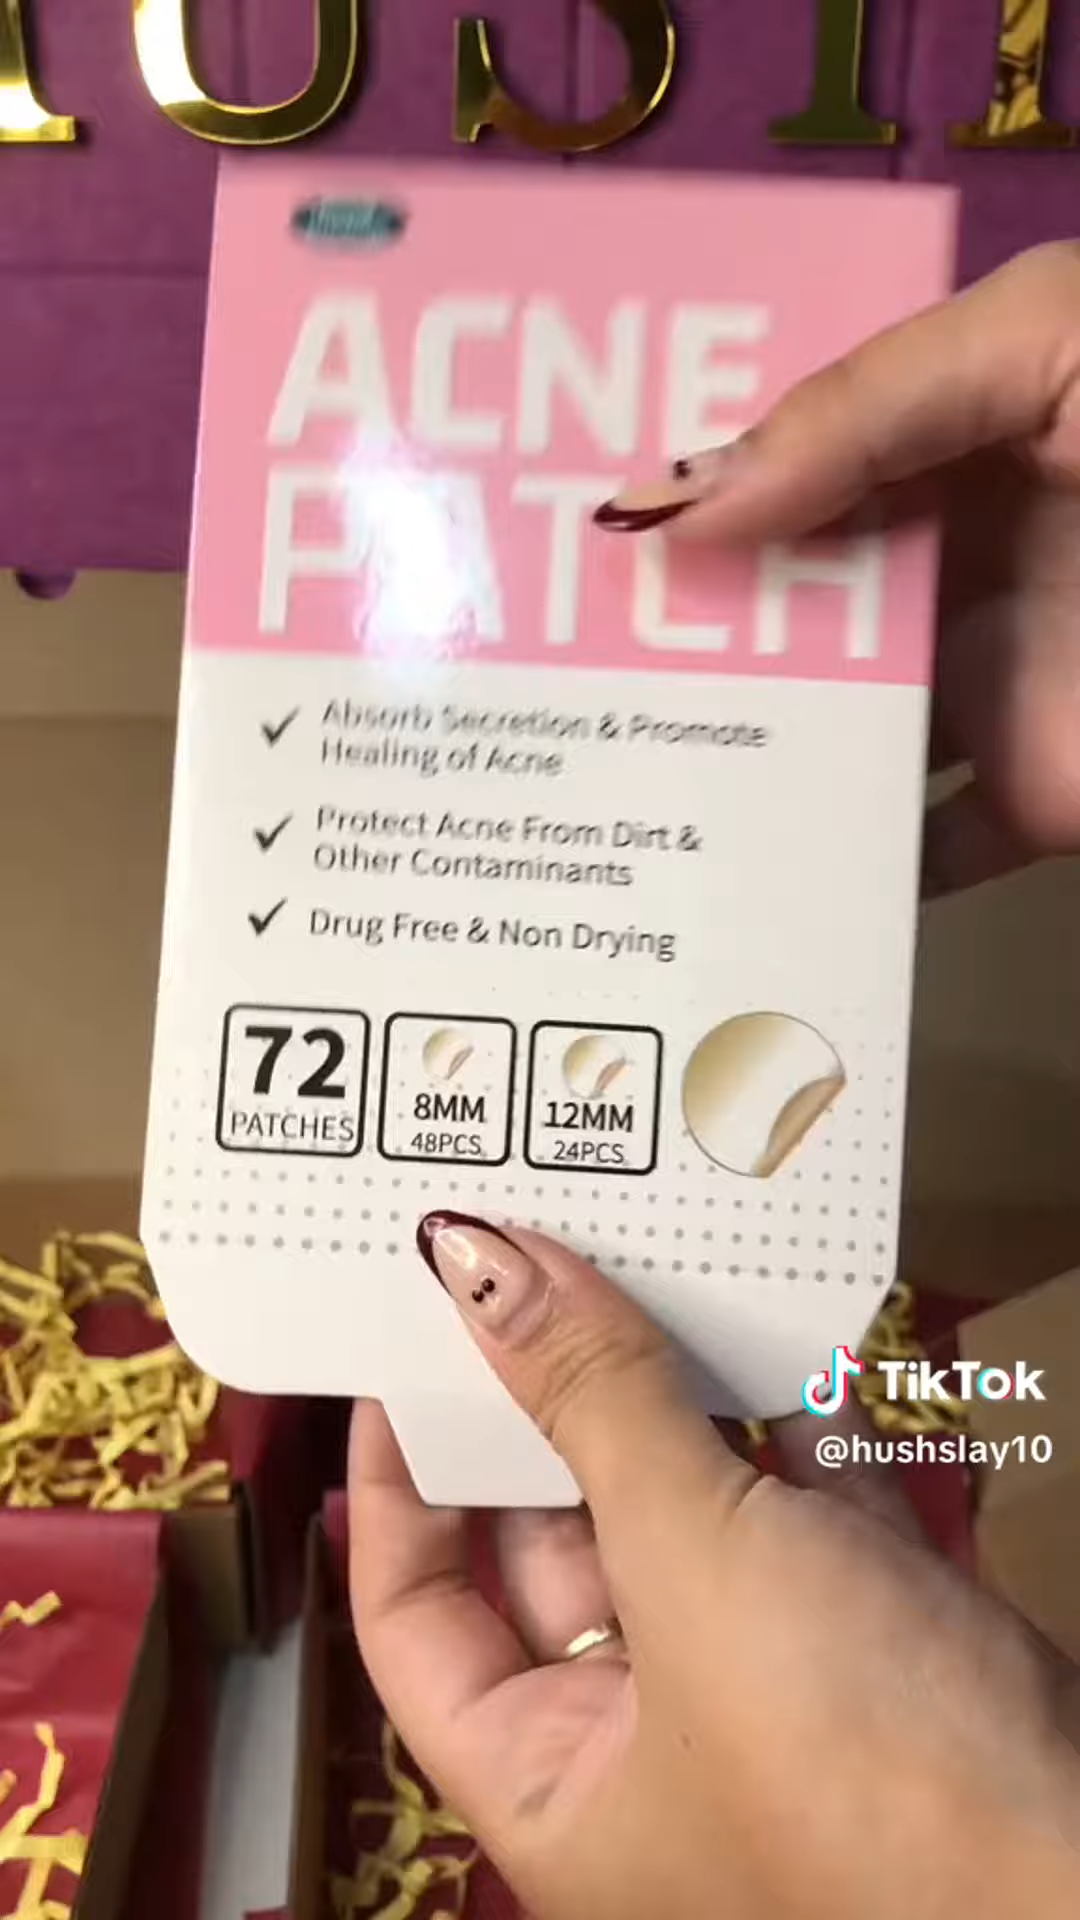 HUSH
ACNE
PATCH
Absorb Secretion & Promote
Healing of Acne
Protect Acne From Dirt &
Other Contaminants
Drug Free & Non Drying
72
PATCHES
8MM
48PCS
12MM
24PCS
TikTok
@hushslay10